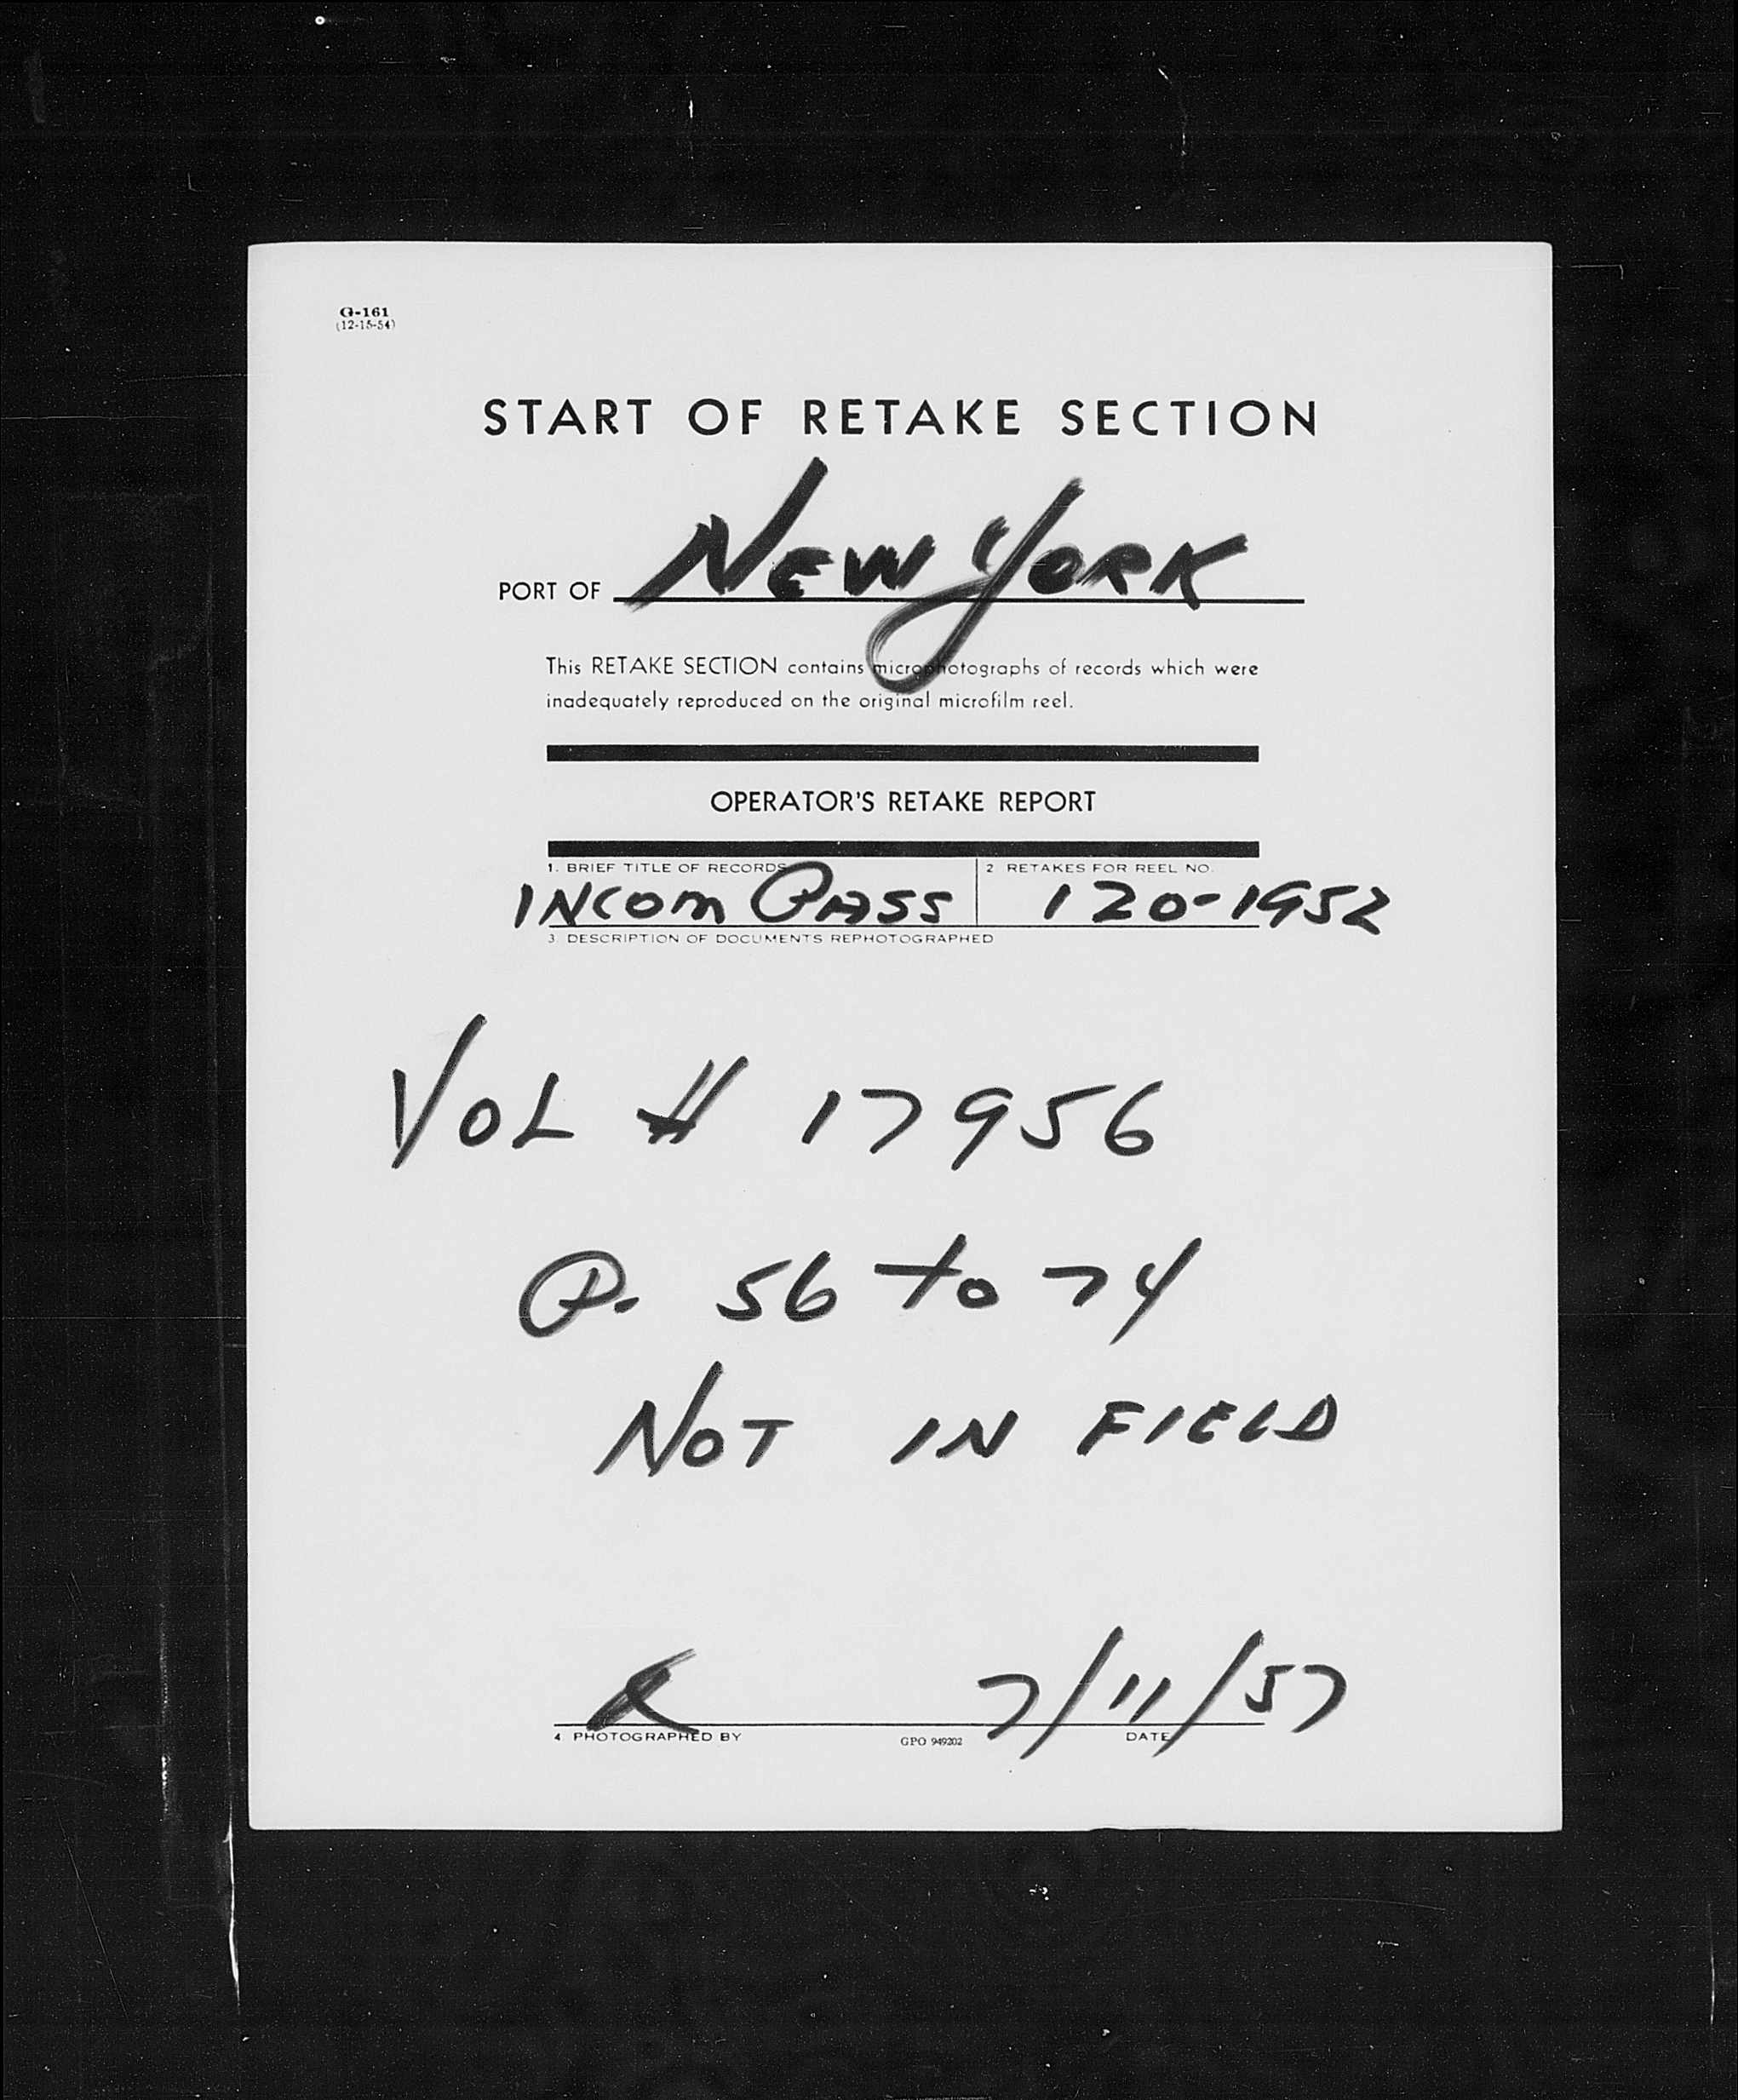 G-161
(12-15-54)
START OF RETAKE SECTION
PORT OF NEW YORK
This RETAKE SECTION contains microphotographs of records which were
inadequately reproduced on the original microfilm reel.
OPERATOR'S RETAKE REPORT
1. BRIEF TITLE OF RECORDS 2 RETAKES FOR REEL NO.
INCOM PASS 120-1952
3. DESCRIPTION OF DOCUMENTS REPHOTOGRAPHED
VOL # 17956
P. 56 to 74
NOT IN FIELD
7/11/57
4 PHOTOGRAPHED BY GPO 949202 DATE